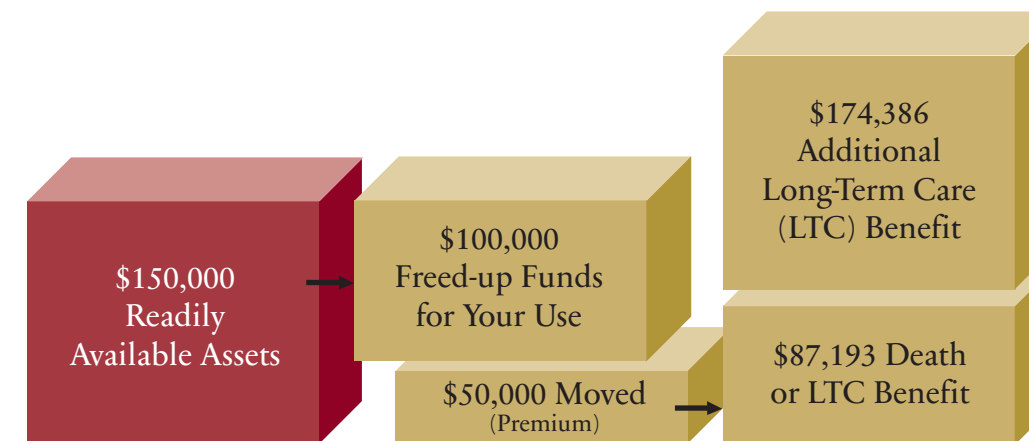 $150,000
Readily
Available Assets
$100,000
Freed-up Funds
for Your Use
$50,000 Moved
(Premium)
$174,386
Additional
Long-Term Care
(LTC) Benefit
$87,193 Death
or LTC Benefit